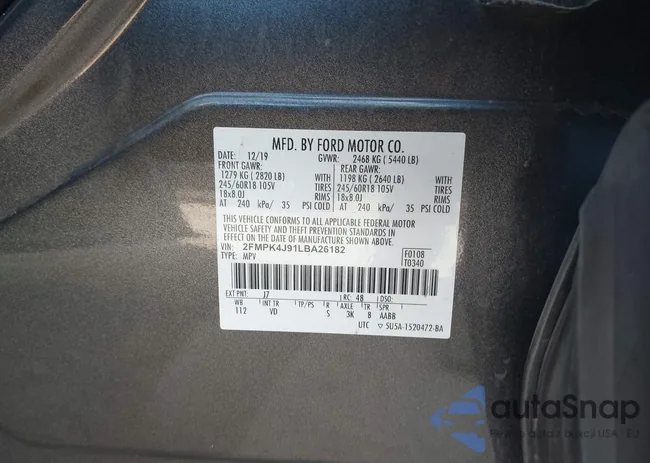 MFD. BY FORD MOTOR CO.
DATE: 12/19 GVWR: 2468 KG ( 5440 LB)
FRONT GAWR: REAR GAWR:
1279 KG ( 2820 LB) WITH 1198 KG ( 2640 LB) WITH
245/60R18 105V TIRES 245/60R18 105V TIRES
18x8.0J RIMS 18x8.0J RIMS
AT 240 kPa/ 35 PSI COLD AT 240 kPa/ 35 PSI COLD
THIS VEHICLE CONFORMS TO ALL APPLICABLE FEDERAL MOTOR
VEHICLE SAFETY AND THEFT PREVENTION STANDARDS IN
EFFECT ON THE DATE OF MANUFACTURE SHOWN ABOVE.
VIN: 2FMPK4J91LBA26182 F0108
TYPE: MPV T0340
EXT PNT: J7 RC: 48 DSO:
WB INT TR TP/PS R AXLE TR SPR
112 VD S 3K B AABB
UTC SU5A-1520472-BA
autoSnap